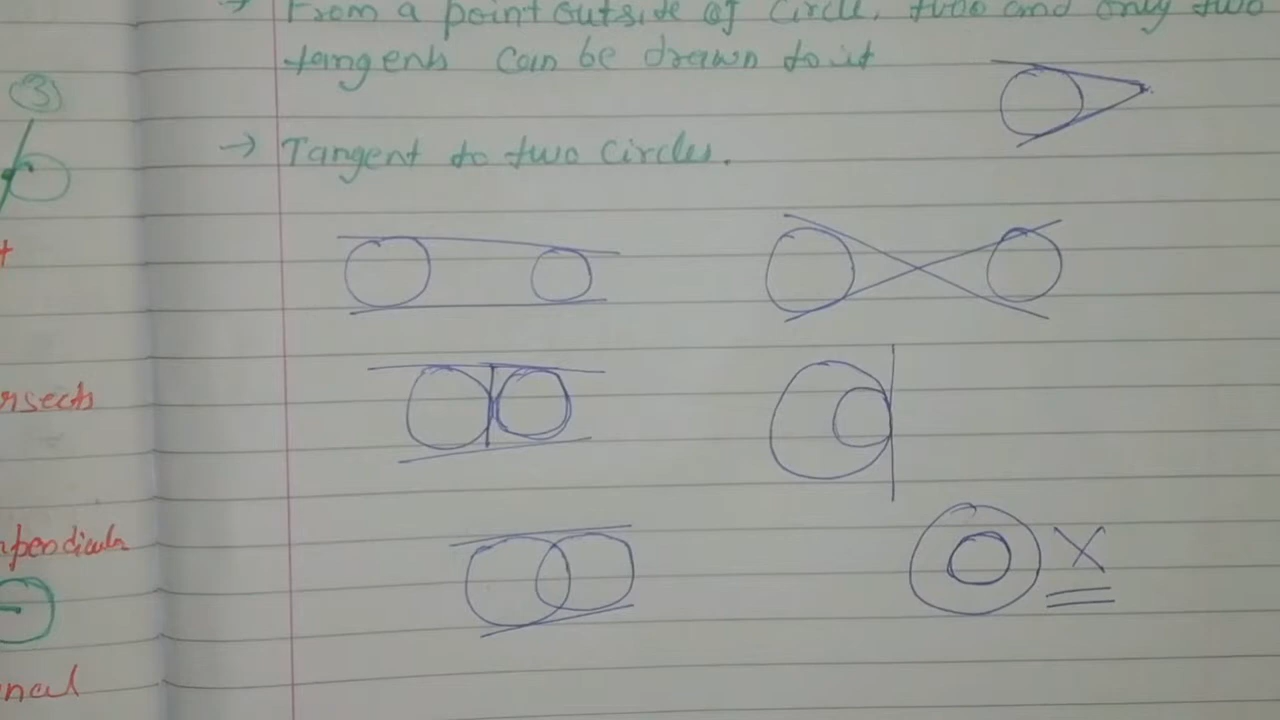 → From a point outside of Circle, two and only two
tangents can be drawn to it
③
→ Tangent to two Circles.